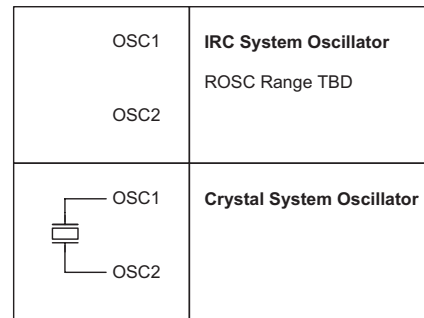 OSC1
IRC System Oscillator
ROSC Range TBD
OSC2
OSC1
Crystal System Oscillator
OSC2